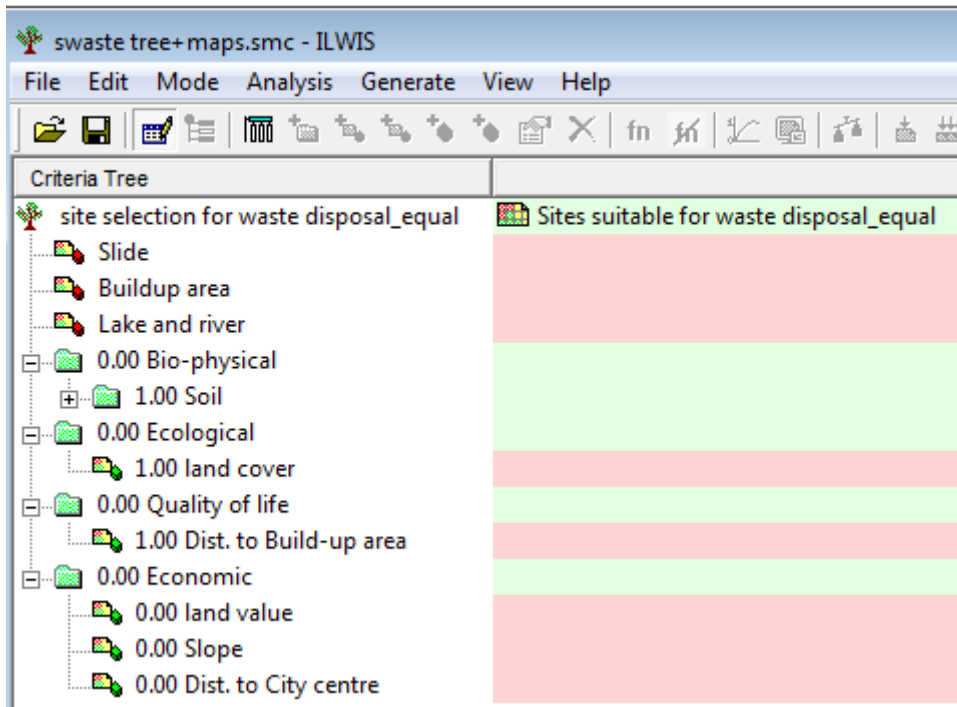 swaste tree+maps.smc - ILWIS
File Edit Mode Analysis Generate View Help
fn fn
Criteria Tree
site selection for waste disposal_equal Sites suitable for waste disposal_equal
Slide
Buildup area
Lake and river
0.00 Bio-physical
1.00 Soil
0.00 Ecological
1.00 land cover
0.00 Quality of life
1.00 Dist. to Build-up area
0.00 Economic
0.00 land value
0.00 Slope
0.00 Dist. to City centre